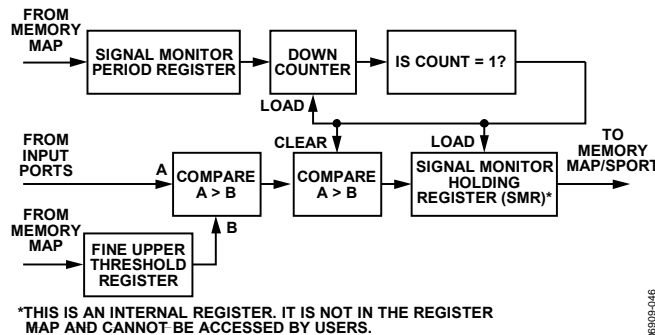 FROM
MEMORY
MAP
SIGNAL MONITOR
PERIOD REGISTER
DOWN
COUNTER
IS COUNT = 1?
LOAD
FROM
INPUT
PORTS
A
COMPARE
A > B
CLEAR
COMPARE
A > B
LOAD
SIGNAL MONITOR
HOLDING
REGISTER (SMR)*
TO
MEMORY
MAP/SPORT
FROM
MEMORY
MAP
FINE UPPER
THRESHOLD
REGISTER
B
*THIS IS AN INTERNAL REGISTER. IT IS NOT IN THE REGISTER
MAP AND CANNOT BE ACCESSED BY USERS.
06909-046